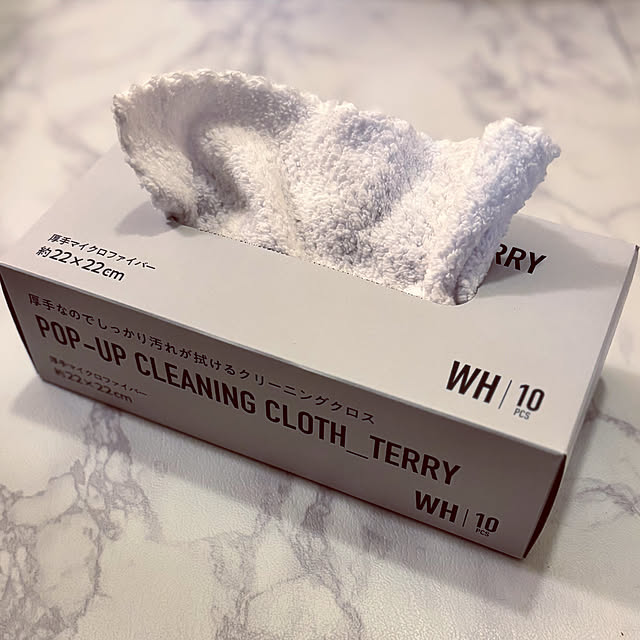 RRY
厚手マイクロファイバー
約22×22cm
WH | 10
PCS
厚手なのでしっかり汚れが拭けるクリーニングクロス
POP-UP CLEANING CLOTH_TERRY
厚手マイクロファイバー
約22×22cm
WH | 10
PCS